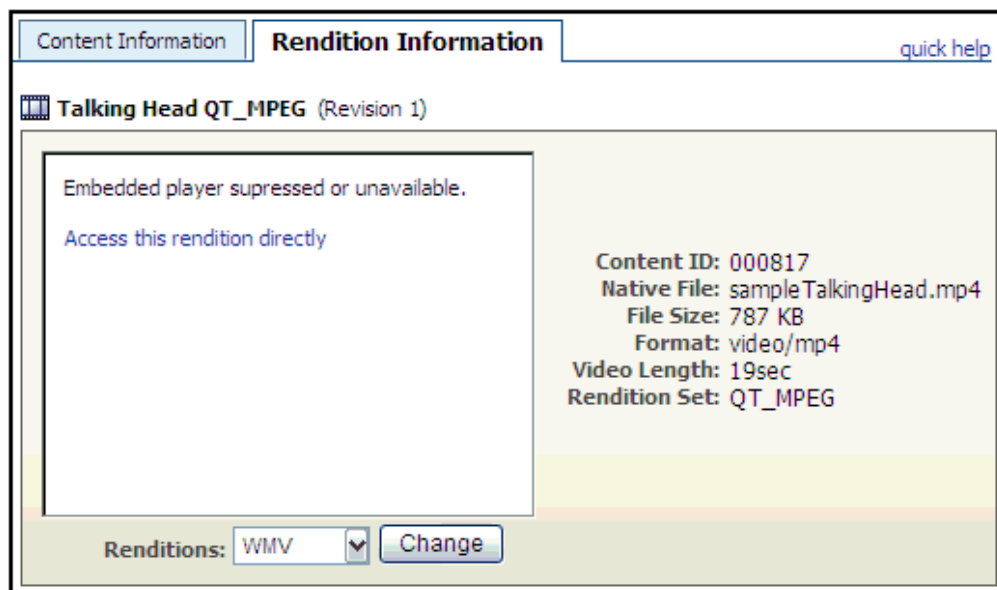 Content Information
Rendition Information
quick help
Talking Head QT_MPEG (Revision 1)
Embedded player supressed or unavailable.
Access this rendition directly
Content ID: 000817
Native File: sampleTalkingHead.mp4
File Size: 787 KB
Format: video/mp4
Video Length: 19sec
Rendition Set: QT_MPEG
Renditions: WMV Change